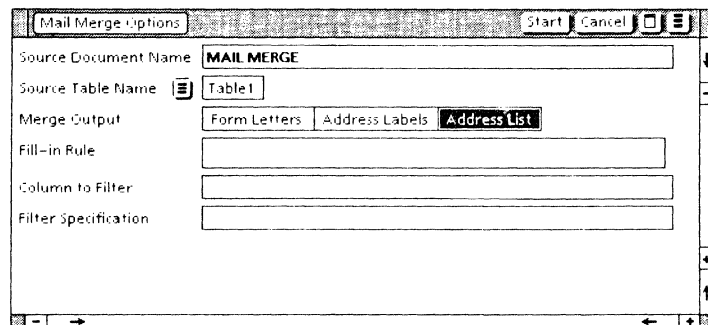 Mail Merge Options Start Cancel
Source Document Name MAIL MERGE
Source Table Name Table1
Merge Output Form Letters Address Labels Address List
Fill-in Rule
Column to Filter
Filter Specification